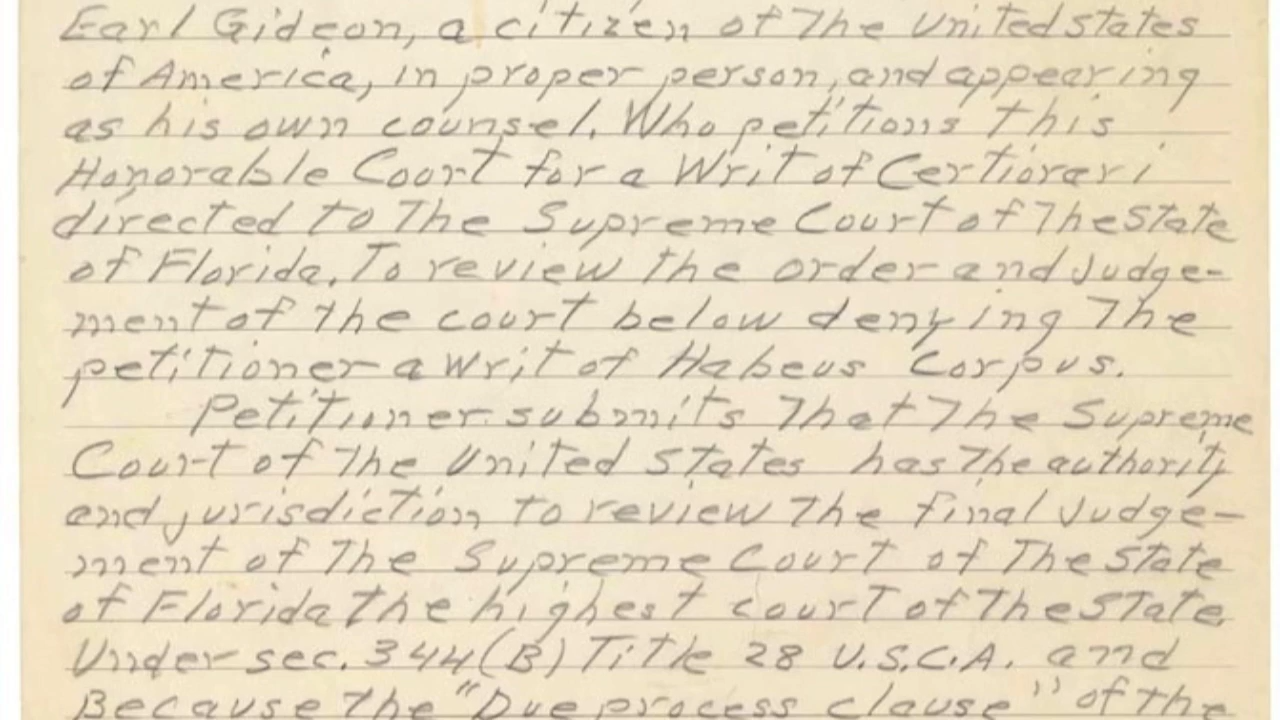 Earl Gideon, a citizen of The United states
of America, in proper person, and appearing
as his own counsel. Who petitions this
Honorable Court for a Writ of Certiorari
directed to The Supreme Court of The State
of Florida. To review the order and Judge-
ment of the court below denying The
petitioner a writ of Habeus Corpus.
Petitioner submits That The Supreme
Court of The United States has The authority
and jurisdiction to review The final Judge-
ment of The Supreme Court of The State
of Florida the highest court of The State.
Under sec. 344(B) Title 28 U.S.C.A. and
Because the "Due process clause" of the